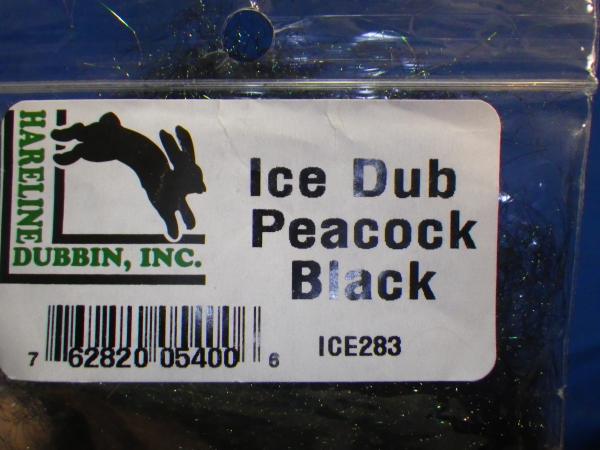 HARELINE
DUBBIN, INC.
Ice Dub
Peacock
Black
ICE283
7 62820 05400 6